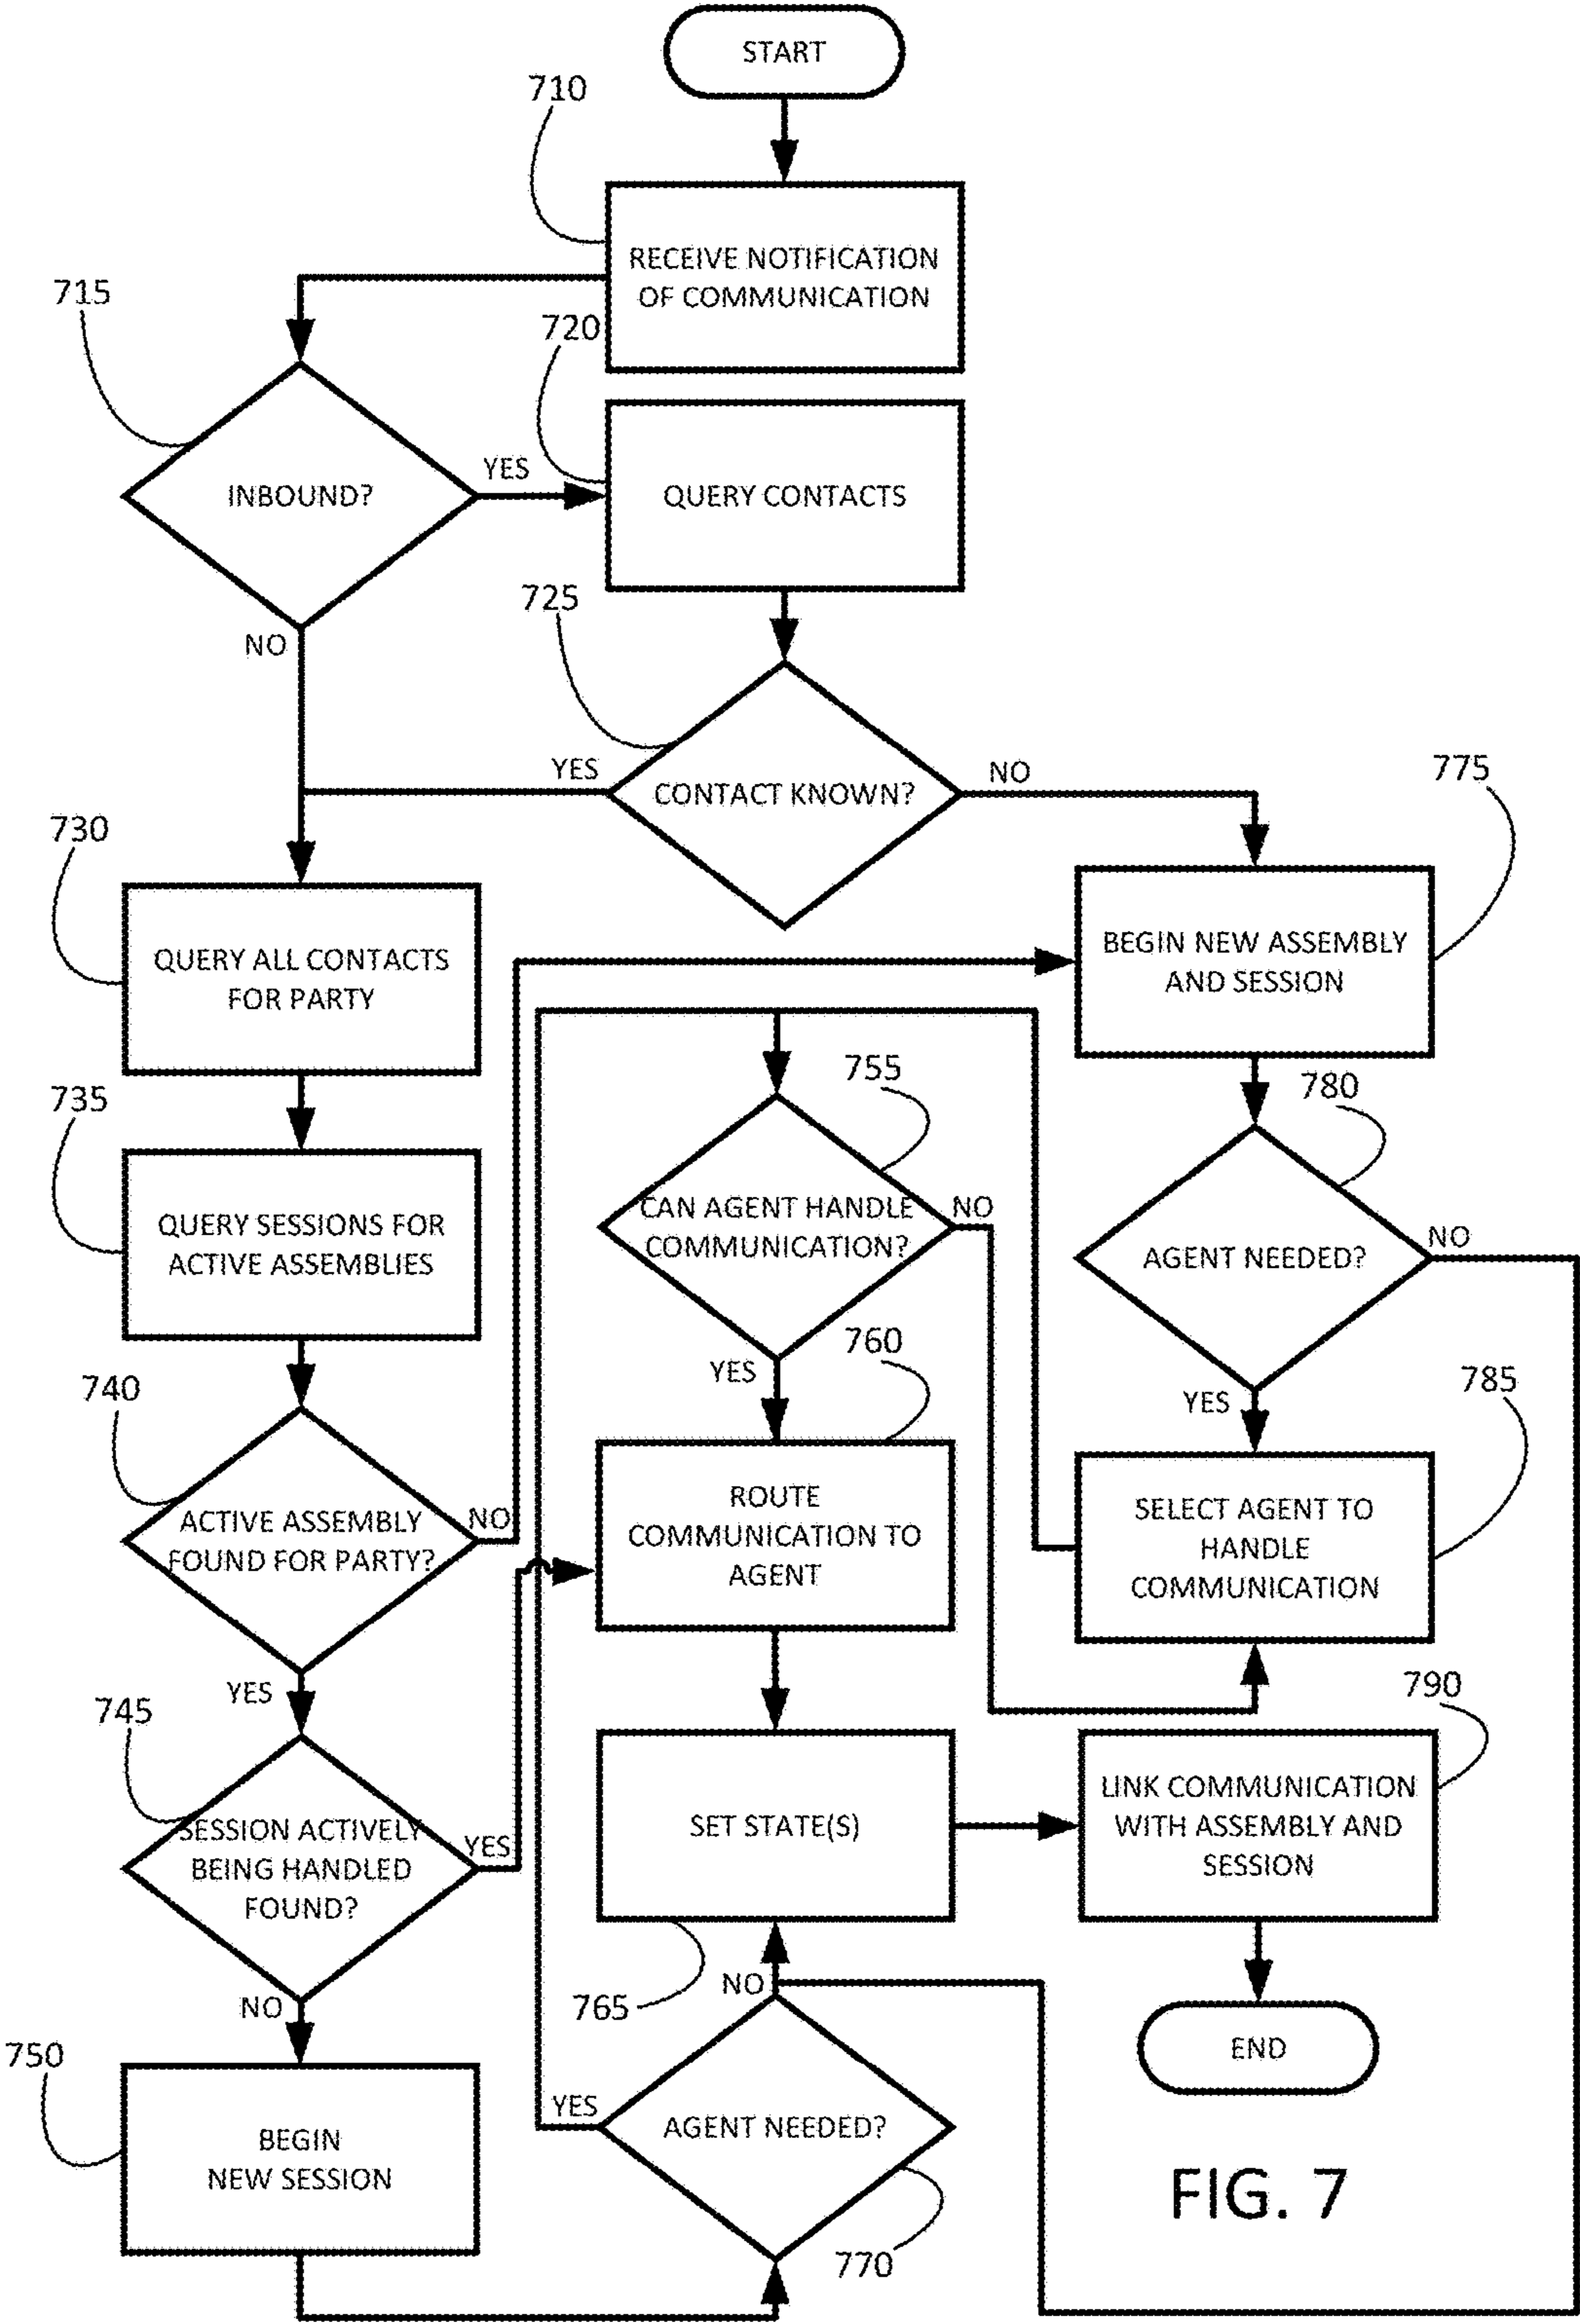 START
710
RECEIVE NOTIFICATION
OF COMMUNICATION
715
INBOUND?
YES
NO
720
QUERY CONTACTS
725
CONTACT KNOWN?
YES
NO
730
QUERY ALL CONTACTS
FOR PARTY
735
QUERY SESSIONS FOR
ACTIVE ASSEMBLIES
740
ACTIVE ASSEMBLY
FOUND FOR PARTY?
NO
YES
745
SESSION ACTIVELY
BEING HANDLED
FOUND?
YES
NO
750
BEGIN
NEW SESSION
755
CAN AGENT HANDLE
COMMUNICATION?
NO
YES
760
ROUTE
COMMUNICATION TO
AGENT
SET STATE(S)
765
NO
AGENT NEEDED?
YES
770
775
BEGIN NEW ASSEMBLY
AND SESSION
780
AGENT NEEDED?
NO
YES
785
SELECT AGENT TO
HANDLE
COMMUNICATION
790
LINK COMMUNICATION
WITH ASSEMBLY AND
SESSION
END
FIG. 7